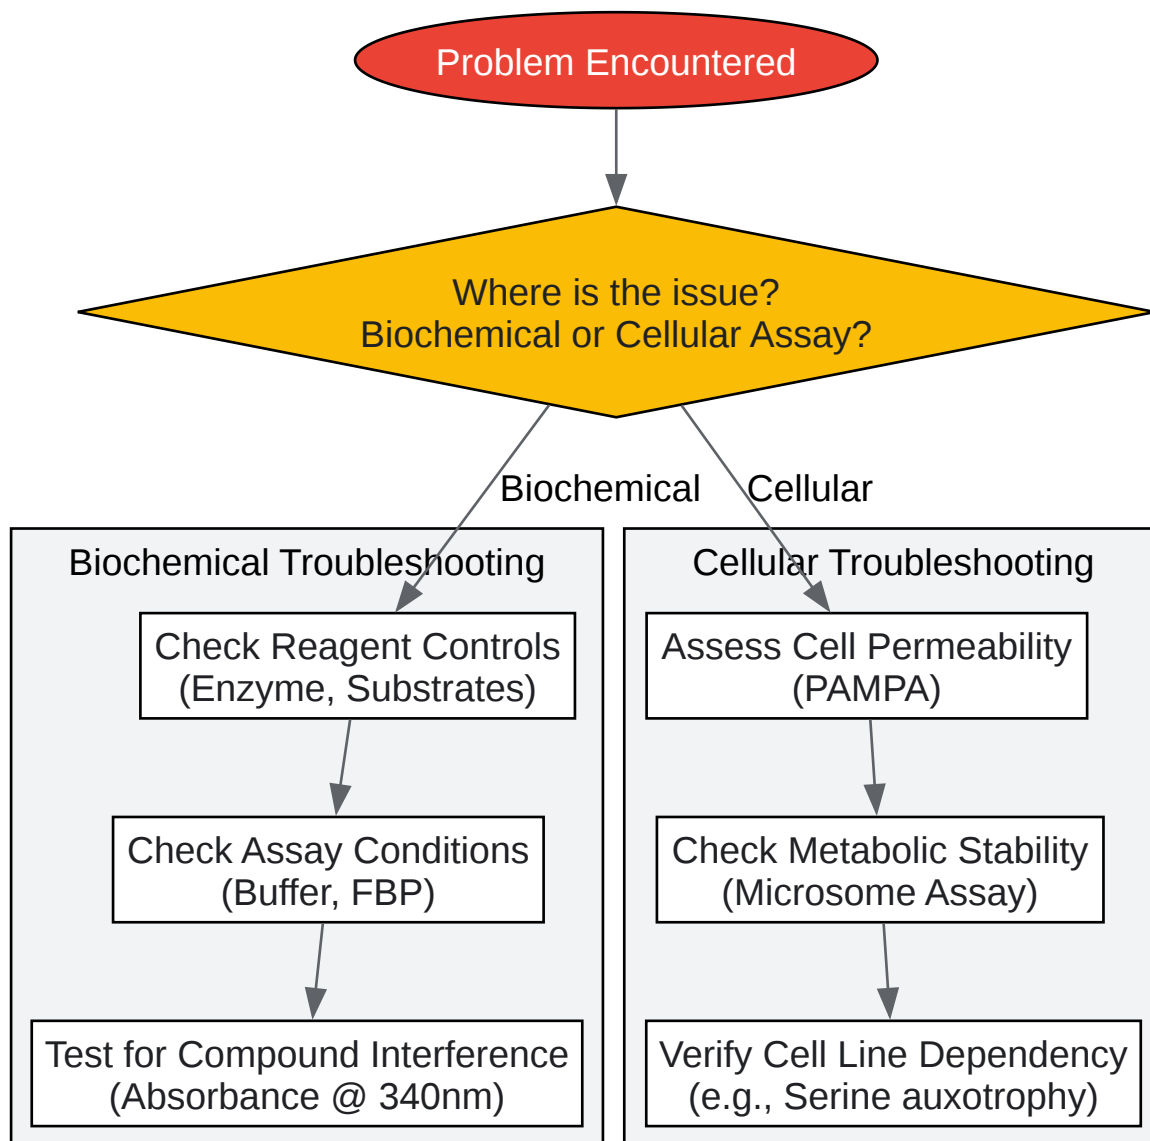 Problem Encountered
Where is the issue?
Biochemical or Cellular Assay?
Biochemical
Cellular
Biochemical Troubleshooting
Check Reagent Controls
(Enzyme, Substrates)
Check Assay Conditions
(Buffer, FBP)
Test for Compound Interference
(Absorbance @ 340nm)
Cellular Troubleshooting
Assess Cell Permeability
(PAMPA)
Check Metabolic Stability
(Microsome Assay)
Verify Cell Line Dependency
(e.g., Serine auxotrophy)